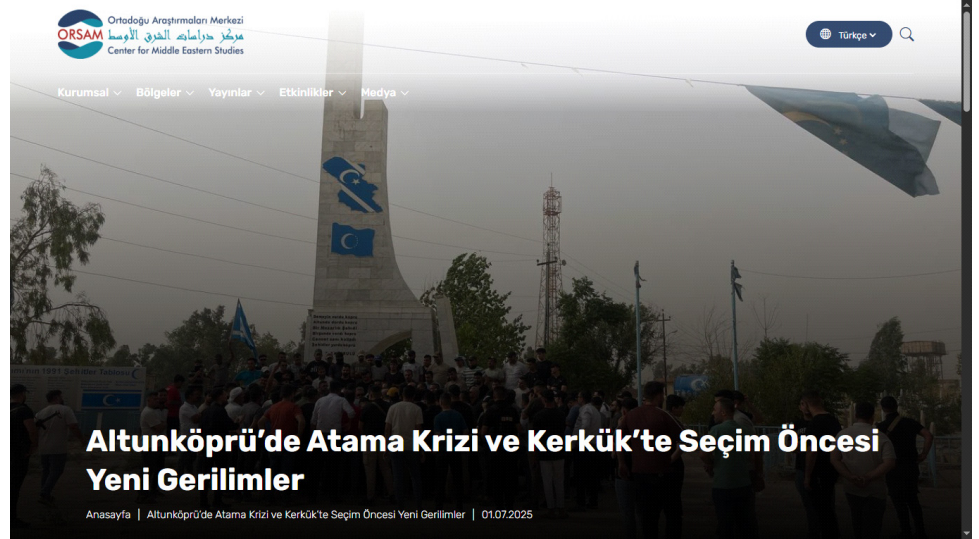 Ortadoğu Araştırmaları Merkezi
ORSAM مركز دراسات الشرق الأوسط
Center for Middle Eastern Studies
Türkçe
Kurumsal Bölgeler Yayınlar Etkinlikler Medya
Altunköprü’de Atama Krizi ve Kerkük’te Seçim Öncesi
Yeni Gerilimler
Anasayfa | Altunköprü’de Atama Krizi ve Kerkük’te Seçim Öncesi Yeni Gerilimler | 01.07.2025